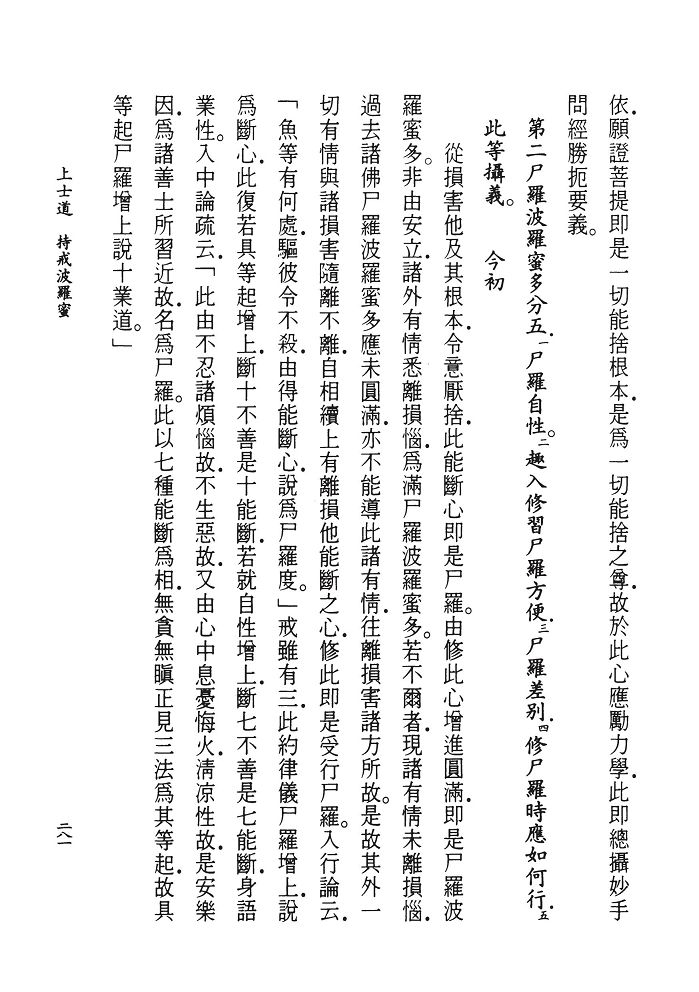 依．願證菩提即是一切能捨根本．是為一切能捨之尊．故於此心應勵力學．此即總攝妙手
問經勝扼要義。
第二尸羅波羅蜜多分五．一尸羅自性。二趣入修習尸羅方便．三尸羅差別．四修尸羅時應如何行．五
此等攝義。　今初
從損害他及其根本．令意厭捨．此能斷心即是尸羅。由修此心增進圓滿．即是尸羅波
羅蜜多。非由安立．諸外有情悉離損惱．為滿尸羅波羅蜜多。若不爾者．現諸有情未離損惱．
過去諸佛尸羅波羅蜜多應未圓滿．亦不能導此諸有情．往離損害諸方所故。是故其外一
切有情與諸損害隨離不離．自相續上有離損他能斷之心．修此即是受行尸羅。入行論云．
「魚等有何處．驅彼令不殺．由得能斷心．說為尸羅度。」戒雖有三．此約律儀尸羅增上．說
為斷心．此復若具等起增上．斷十不善是十能斷．若就自性增上．斷七不善是七能斷．身語
業性。入中論疏云．「此由不忍諸煩惱故．不生惡故．又由心中息憂悔火．清涼性故．是安樂
因．為諸善士所習近故．名為尸羅。此以七種能斷為相．無貪無瞋正見三法為其等起．故具
等起尸羅增上說十業道。」
上士道　持戒波羅蜜
二八一